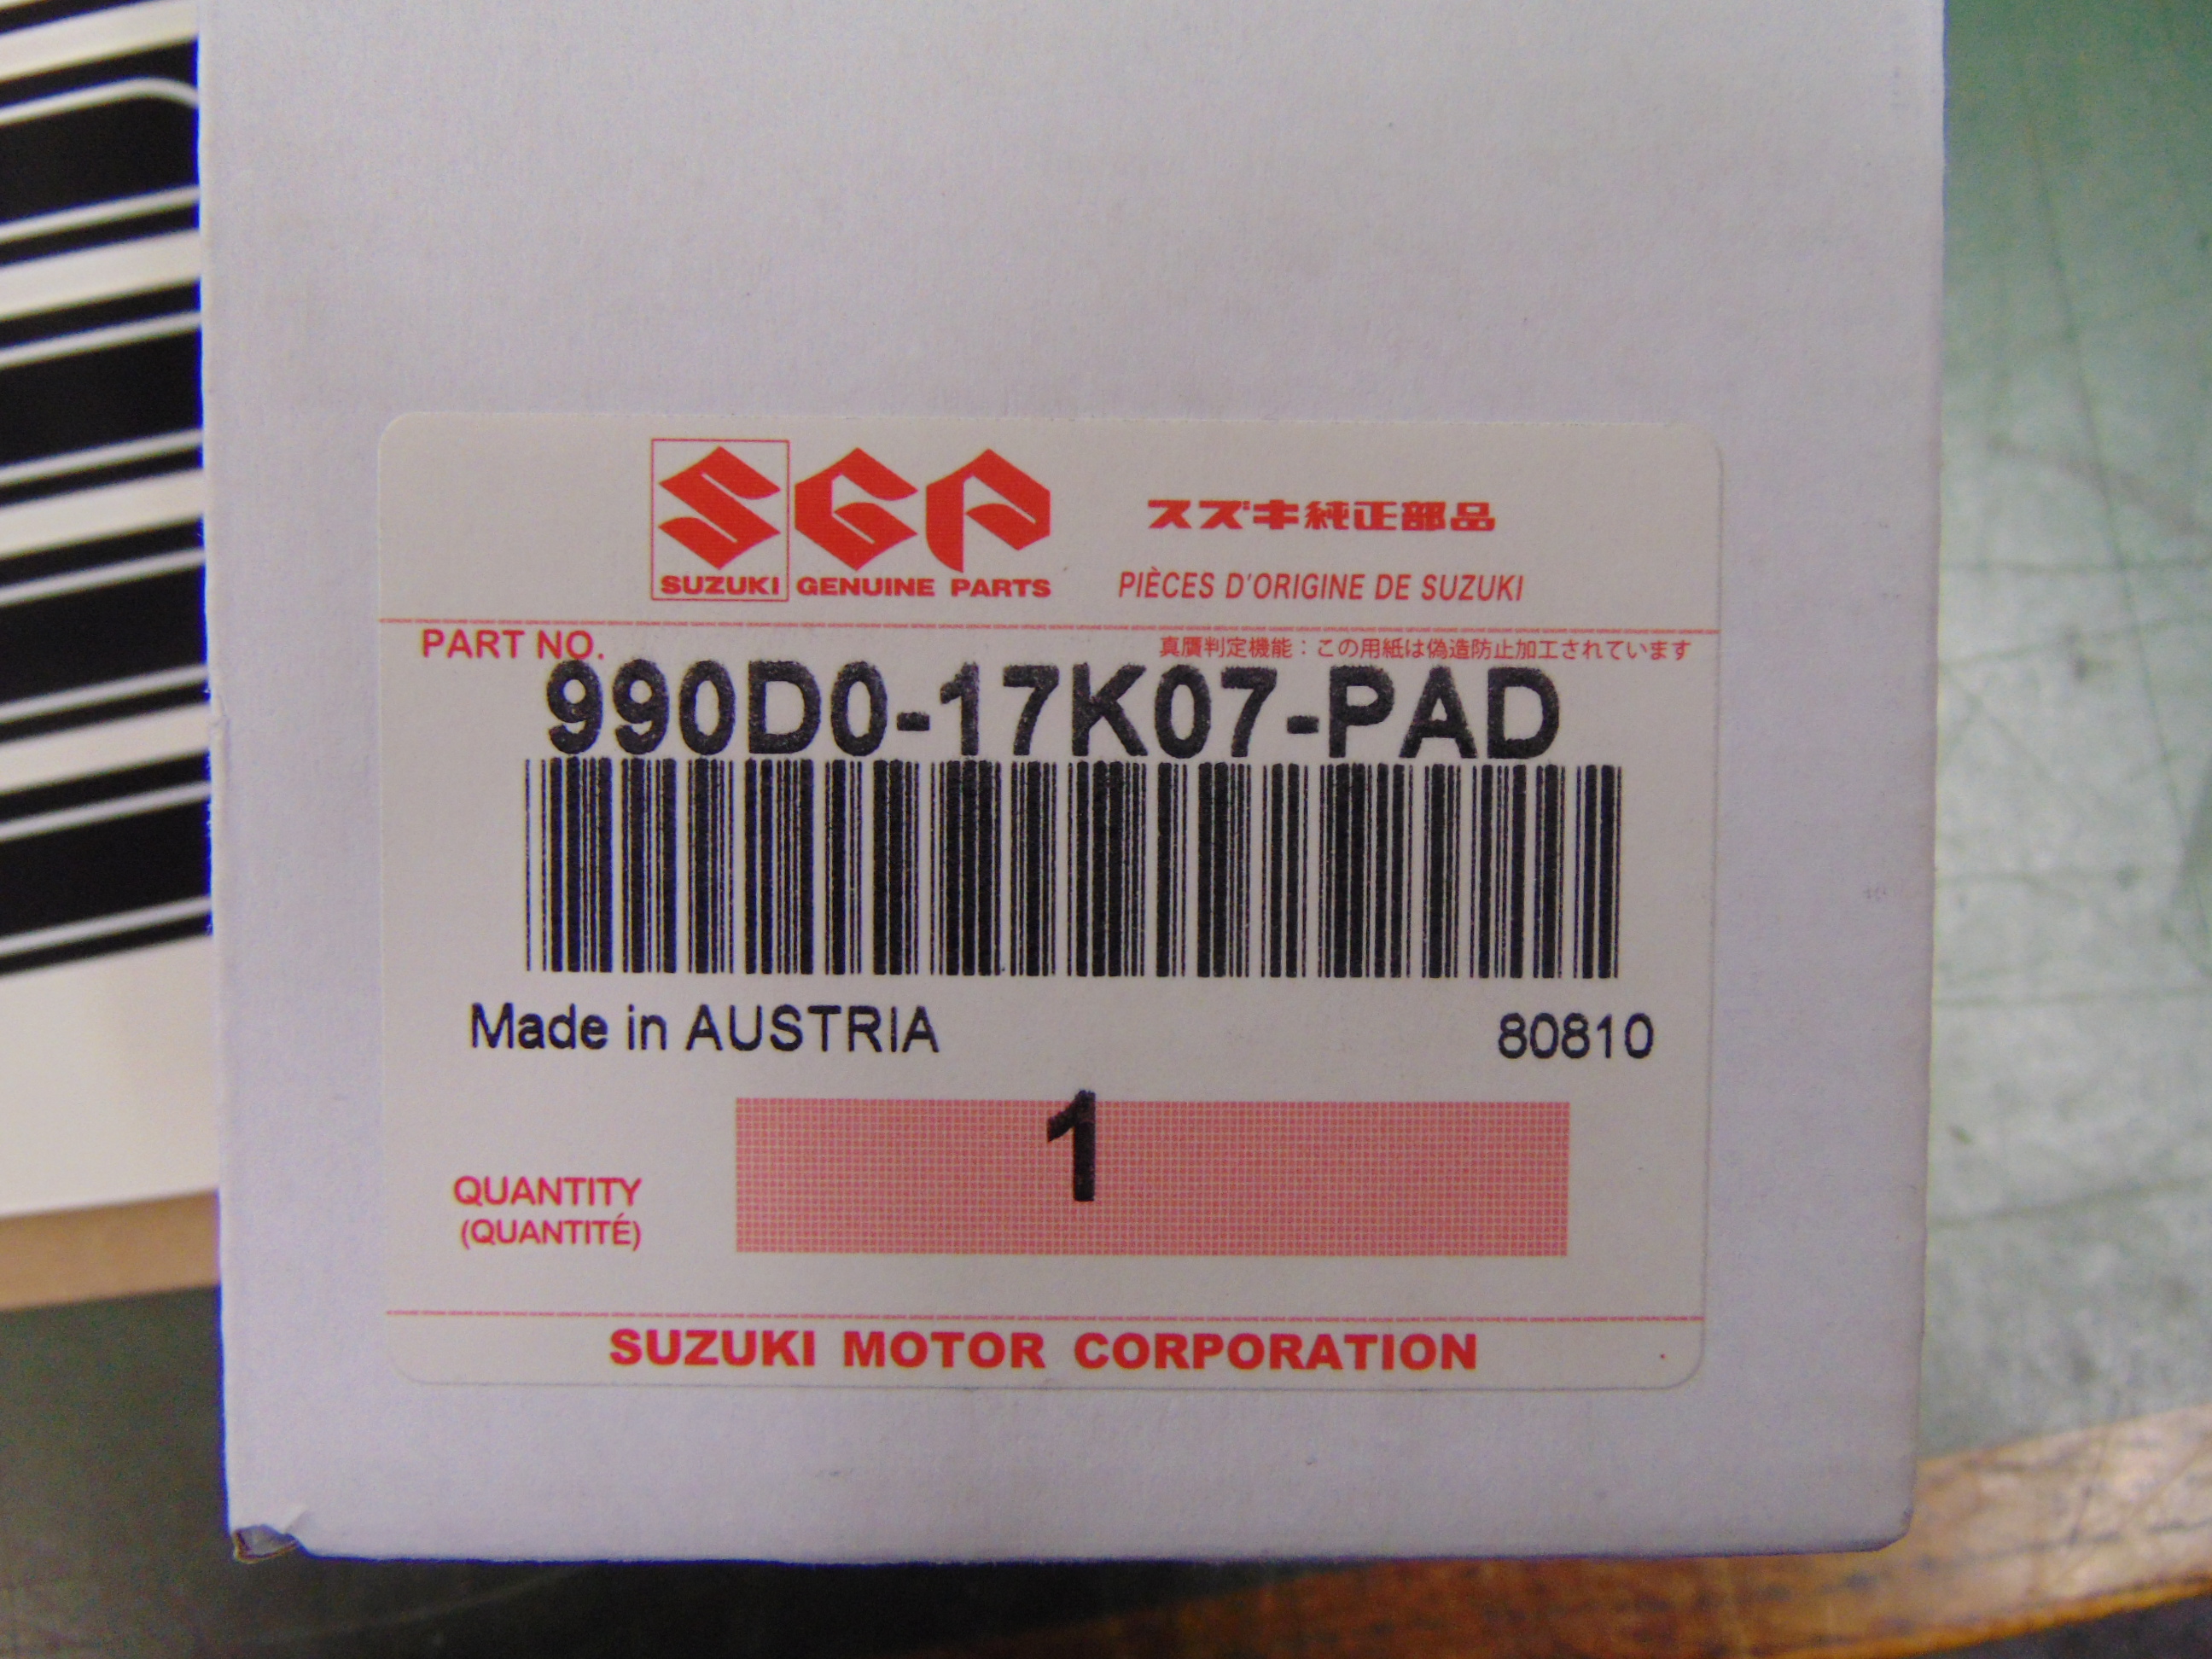 SUZUKI GENUINE PARTS
スズキ純正部品
PIÈCES D'ORIGINE DE SUZUKI
PART NO.
真贋判定機能：この用紙は偽造防止加工されています
990D0-17K07-PAD
Made in AUSTRIA
80810
1
QUANTITY
(QUANTITÉ)
SUZUKI MOTOR CORPORATION